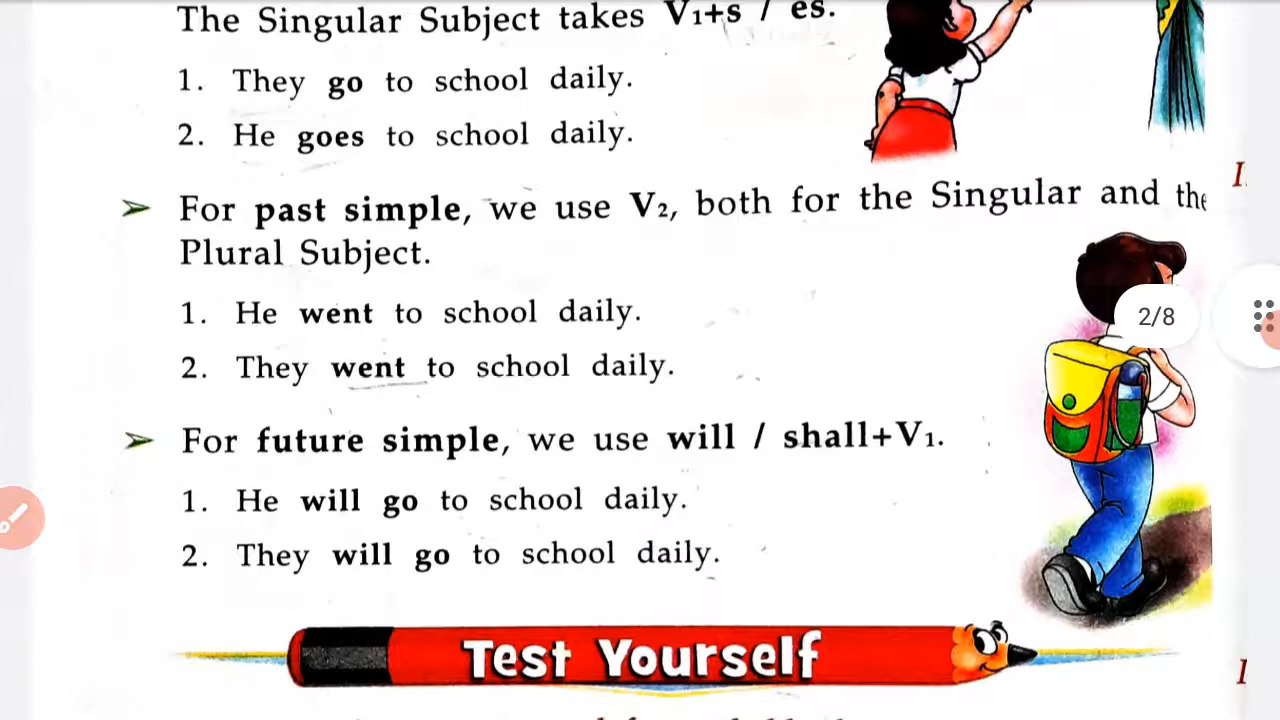 The Singular Subject takes V₁+s / es.
1. They go to school daily.
2. He goes to school daily.
➢ For past simple, we use V₂, both for the Singular and the
Plural Subject.
1. He went to school daily.
2. They went to school daily.
2/8
➢ For future simple, we use will / shall+V₁.
1. He will go to school daily.
2. They will go to school daily.
Test Yourself